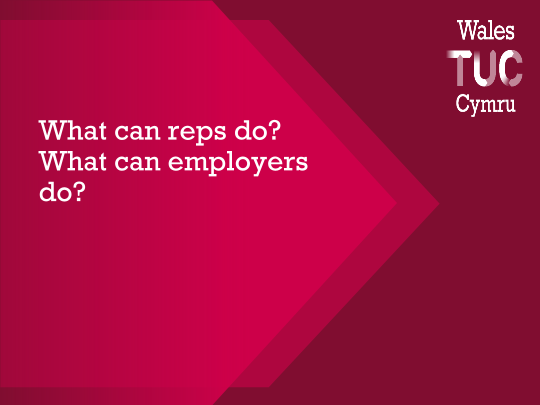 Wales
TUC
Cymru
What can reps do?
What can employers
do?